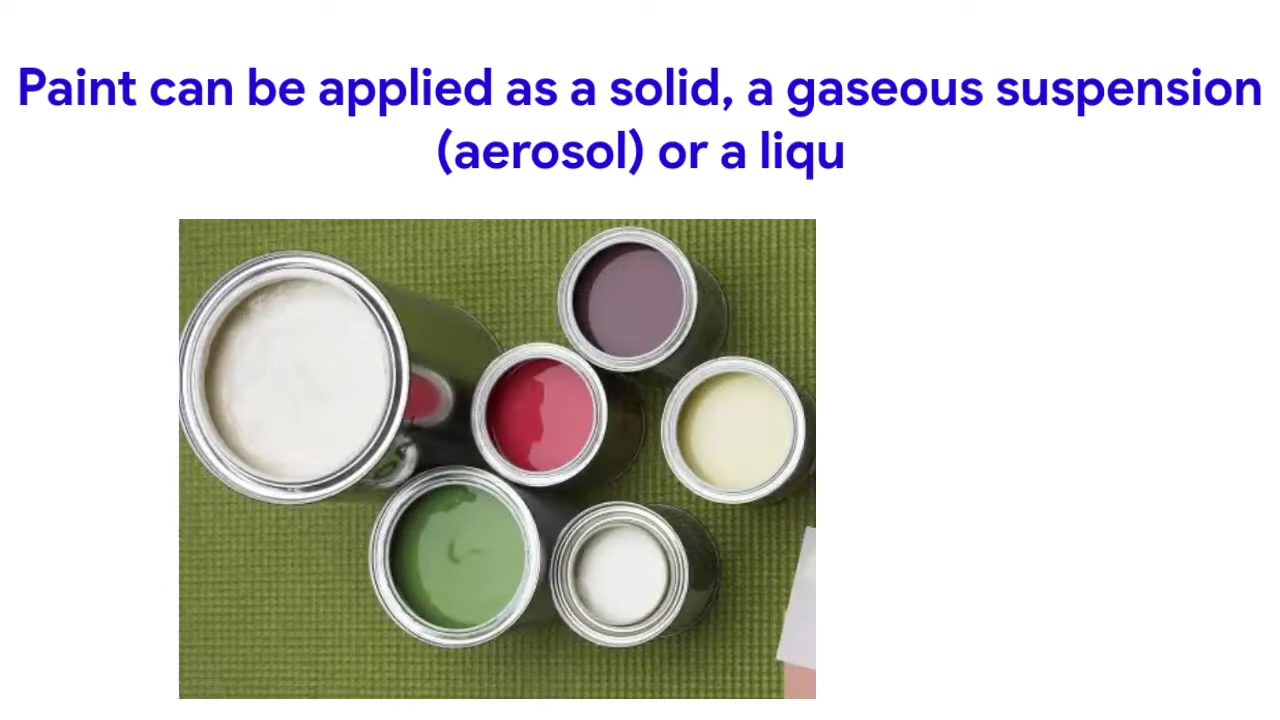 Paint can be applied as a solid, a gaseous suspension
(aerosol) or a liqu